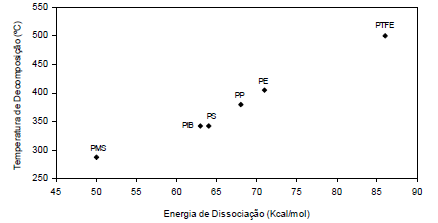 Temperatura de Decomposição (ºC)
550
500
450
400
350
300
250
PTFE
PE
PP
PS
PIB
PMS
45 50 55 60 65 70 75 80 85 90
Energia de Dissociação (Kcal/mol)